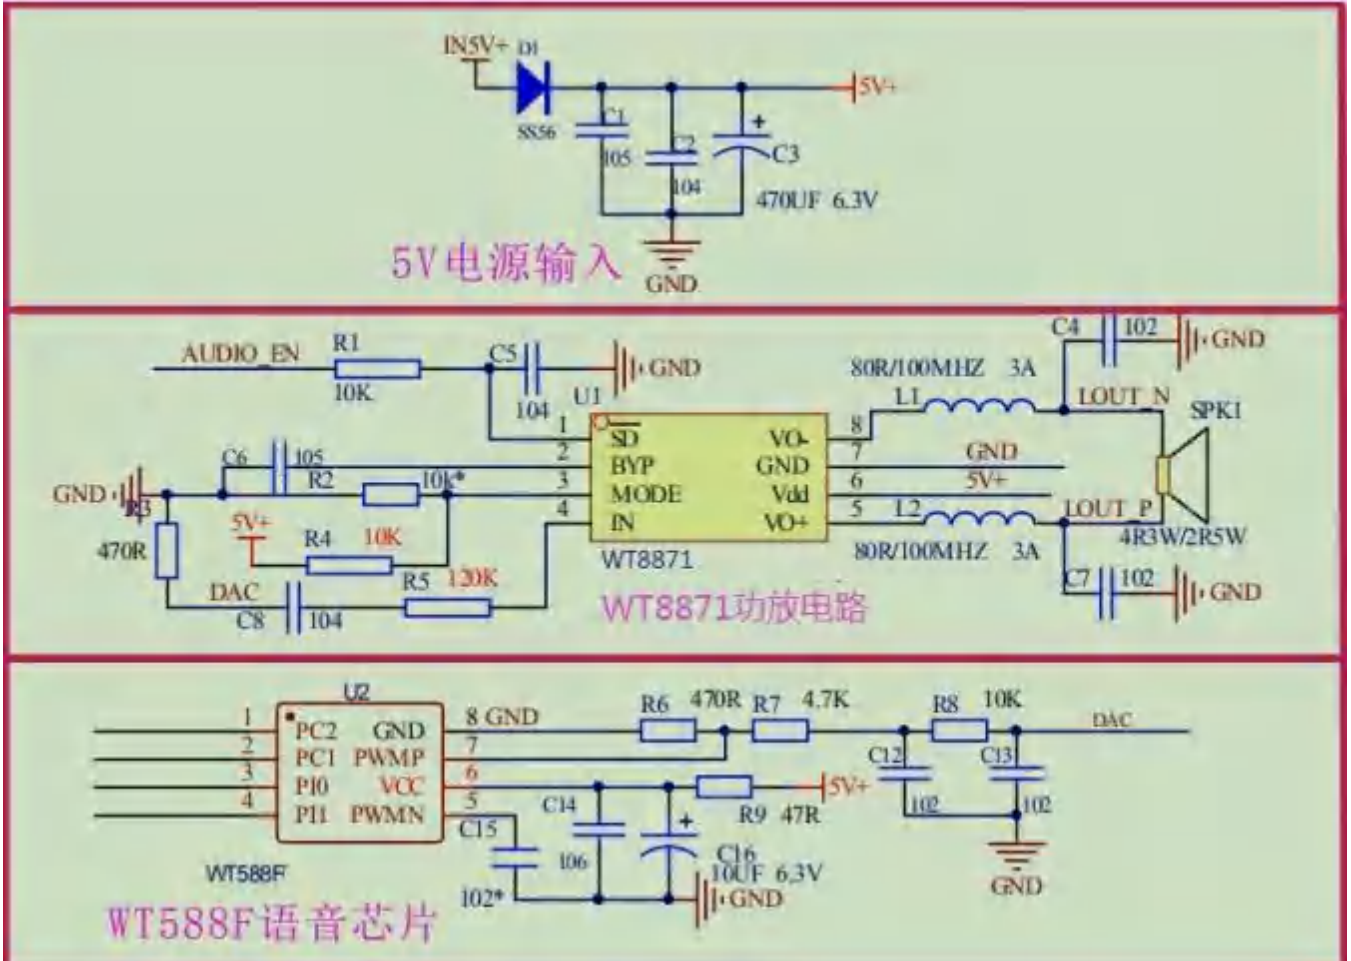 IN5V+ D1
5V+
C1
SS56
105
C2
104
+
C3
470UF 6.3V
5V电源输入
GND
AUDIO_EN
R1
10K
C5
104
GND
U1
C4
102
GND
80R/100MHZ 3A
L1
LOUT_N
SPK1
1
2
3
4
SD
BYP
MODE
IN
VO-
GND
Vdd
VO+
8
7
6
5
GND
5V+
L2
LOUT_P
4R3W/2R5W
80R/100MHZ 3A
C7
102
GND
C6
105
R2
10k*
GND
R3
470R
5V+
R4
10K
R5
120K
DAC
C8
104
WT8871
WT8871功放电路
U2
1
2
3
4
PC2
PC1
PI0
PI1
GND
PWMP
VCC
PWMN
8
7
6
5
GND
R6
470R
R7
4.7K
R8
10K
DAC
C12
102
C13
102
GND
R9
47R
5V+
C14
106
C15
102*
+
C16
10UF 6.3V
GND
WT588F
WT588F语音芯片